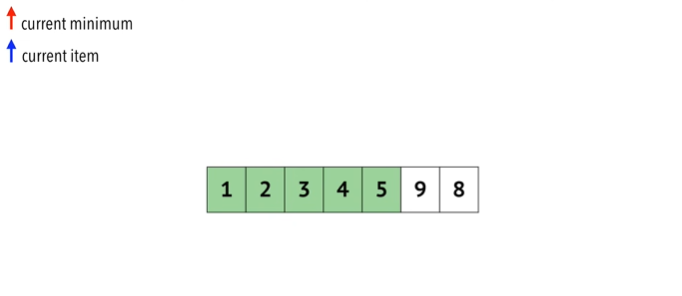 current minimum
current item
1 2 3 4 5 9 8